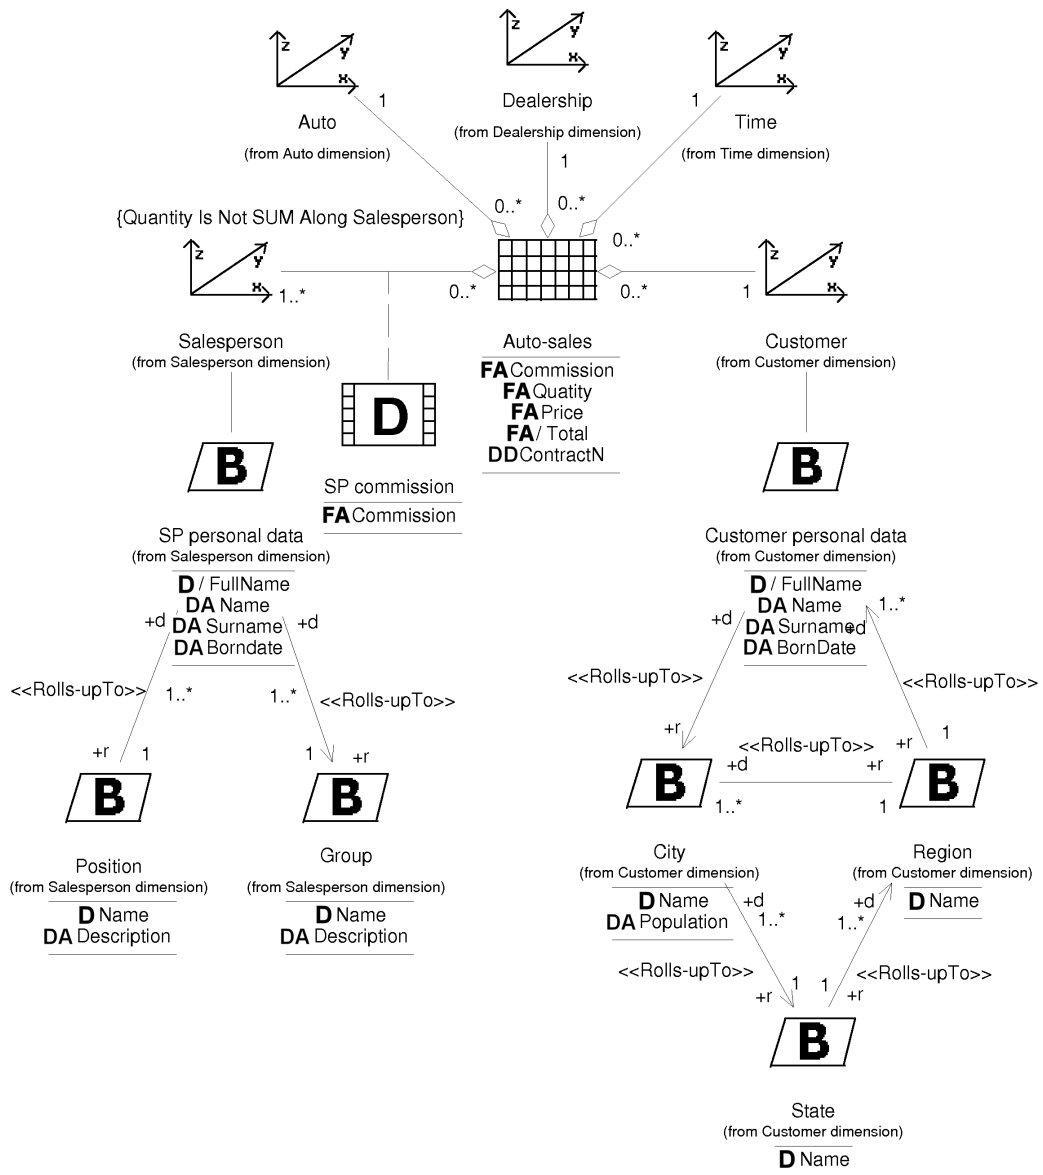 z y x
z y x
z y x
Auto
(from Auto dimension)
1
Dealership
(from Dealership dimension)
1
Time
(from Time dimension)
1
0..*
0..*
0..*
{Quantity Is Not SUM Along Salesperson}
z y x
1..*
0..*
0..*
1
z y x
Salesperson
(from Salesperson dimension)
Auto-sales
FA Commission
FA Quatity
FA Price
FA / Total
DD ContractN
Customer
(from Customer dimension)
D
SP commission
FA Commission
B
B
SP personal data
(from Salesperson dimension)
D / FullName
DA Name
DA Surname
DA Borndate
Customer personal data
(from Customer dimension)
D / FullName
DA Name
DA Surname
DA BornDate
+d
+d
+d
+d
1..*
<<Rolls-upTo>>
1..*
1..*
<<Rolls-upTo>>
<<Rolls-upTo>>
<<Rolls-upTo>>
+r
1
1
+r
+r
<<Rolls-upTo>>
+r
1
+d
+r
1..*
1
B
B
B
B
Position
(from Salesperson dimension)
D Name
DA Description
Group
(from Salesperson dimension)
D Name
DA Description
City
(from Customer dimension)
D Name
DA Population
Region
(from Customer dimension)
D Name
+d
1..*
+d
1..*
<<Rolls-upTo>>
<<Rolls-upTo>>
1
1
+r
+r
B
State
(from Customer dimension)
D Name